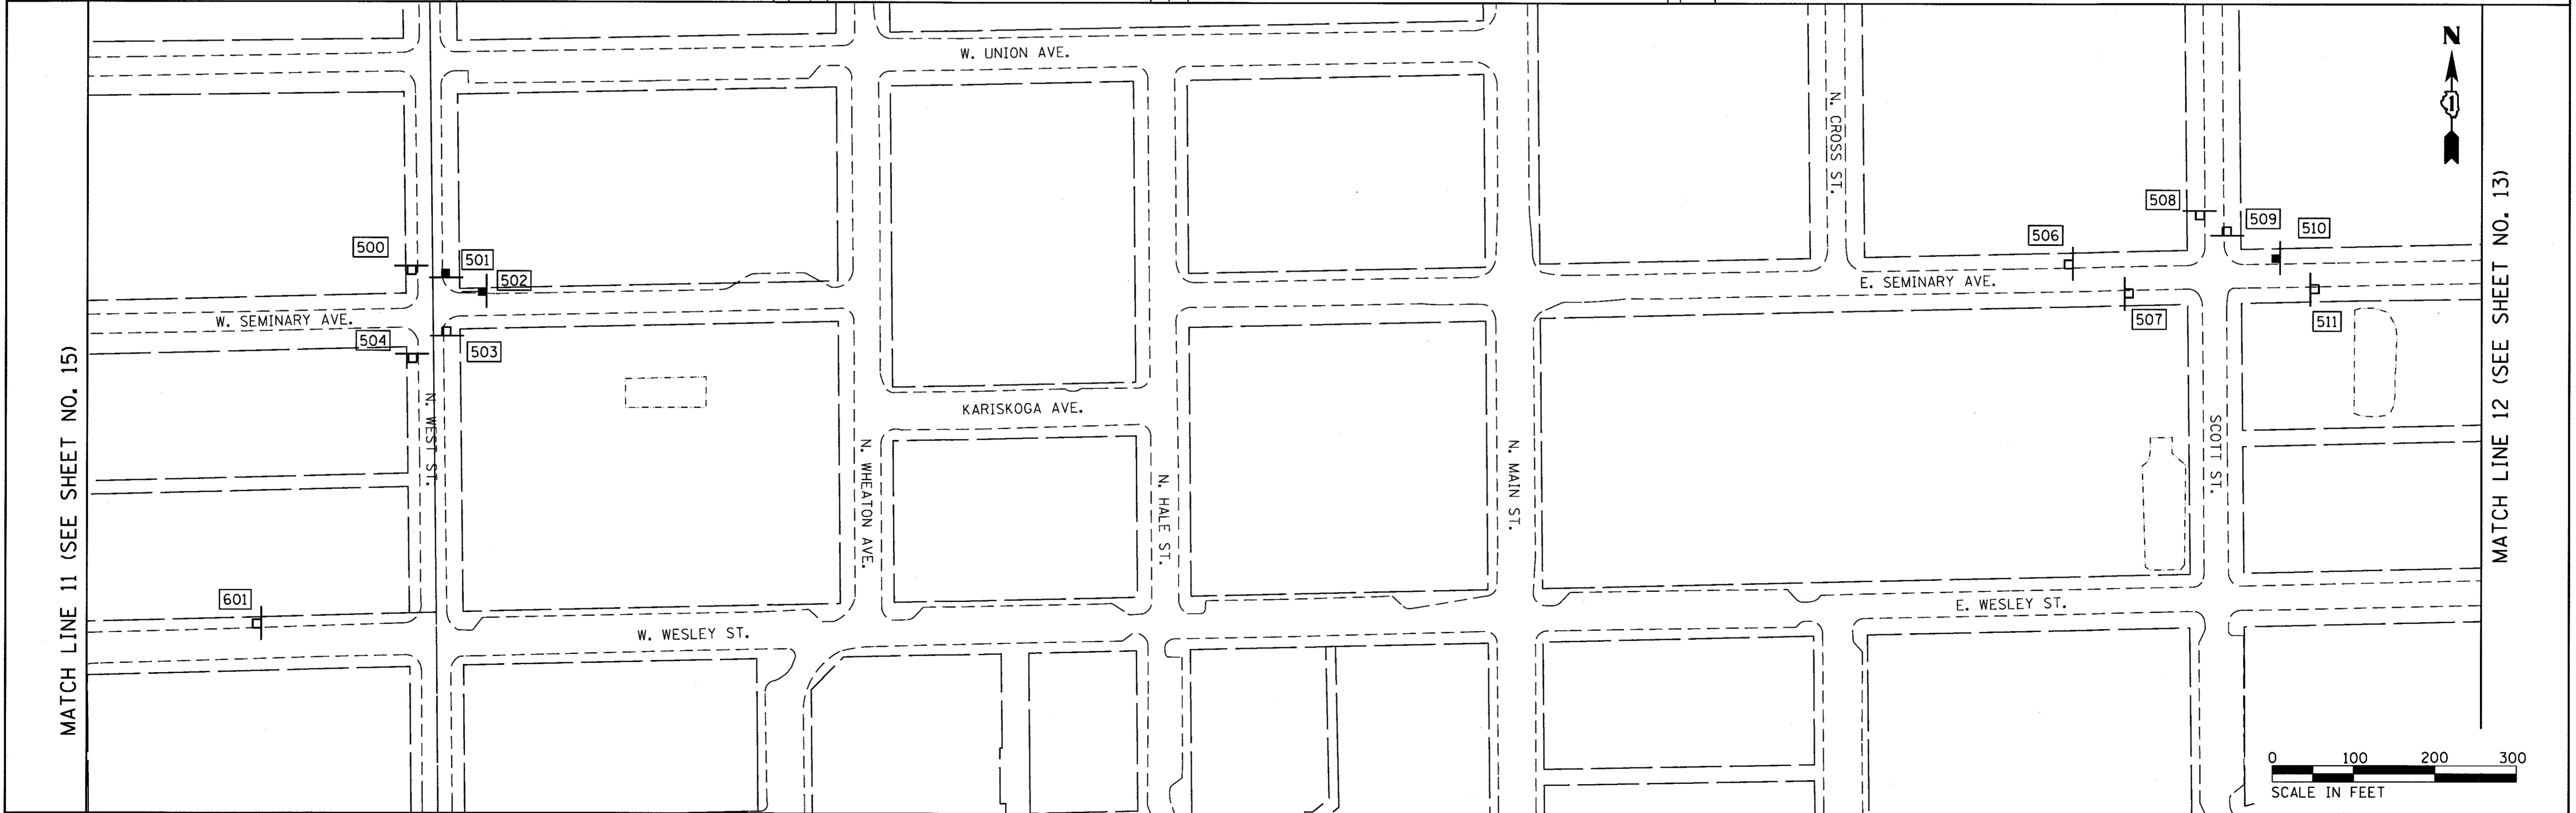 W. UNION AVE.
N
1
N. CROSS ST.
508
509
510
506
500
501
502
E. SEMINARY AVE.
W. SEMINARY AVE.
507
511
504
503
MATCH LINE 11 (SEE SHEET NO. 15)
N. WEST ST.
KARISKOGA AVE.
N. WHEATON AVE.
N. HALE ST.
N. MAIN ST.
SCOTT ST.
MATCH LINE 12 (SEE SHEET NO. 13)
601
W. WESLEY ST.
E. WESLEY ST.
0 100 200 300
SCALE IN FEET